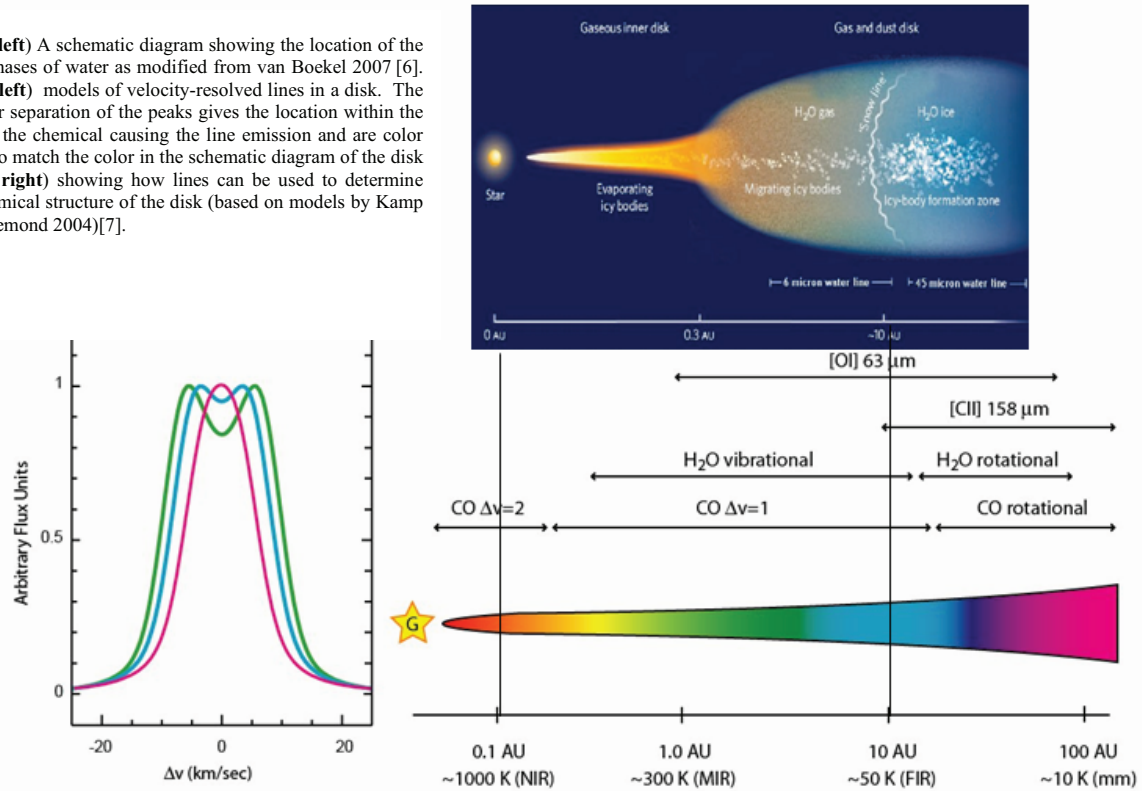 left) A schematic diagram showing the location of the
hases of water as modified from van Boekel 2007 [6].
left) models of velocity-resolved lines in a disk. The
r separation of the peaks gives the location within the
the chemical causing the line emission and are color
o match the color in the schematic diagram of the disk
right) showing how lines can be used to determine
mical structure of the disk (based on models by Kamp
emond 2004)[7].
Gaseous inner disk
Gas and dust disk
H₂O gas
'Snow line'
H₂O ice
Star
Evaporating
icy bodies
Migrating icy bodies
Icy-body formation zone
6 micron water line
45 micron water line
0 AU
0.3 AU
~10 AU
[OI] 63 µm
[CII] 158 µm
H₂O vibrational
H₂O rotational
CO Δv=2
CO Δv=1
CO rotational
G
0.1 AU
~1000 K (NIR)
1.0 AU
~300 K (MIR)
10 AU
~50 K (FIR)
100 AU
~10 K (mm)
Arbitrary Flux Units
1
0.5
0
-20
0
20
Δv (km/sec)